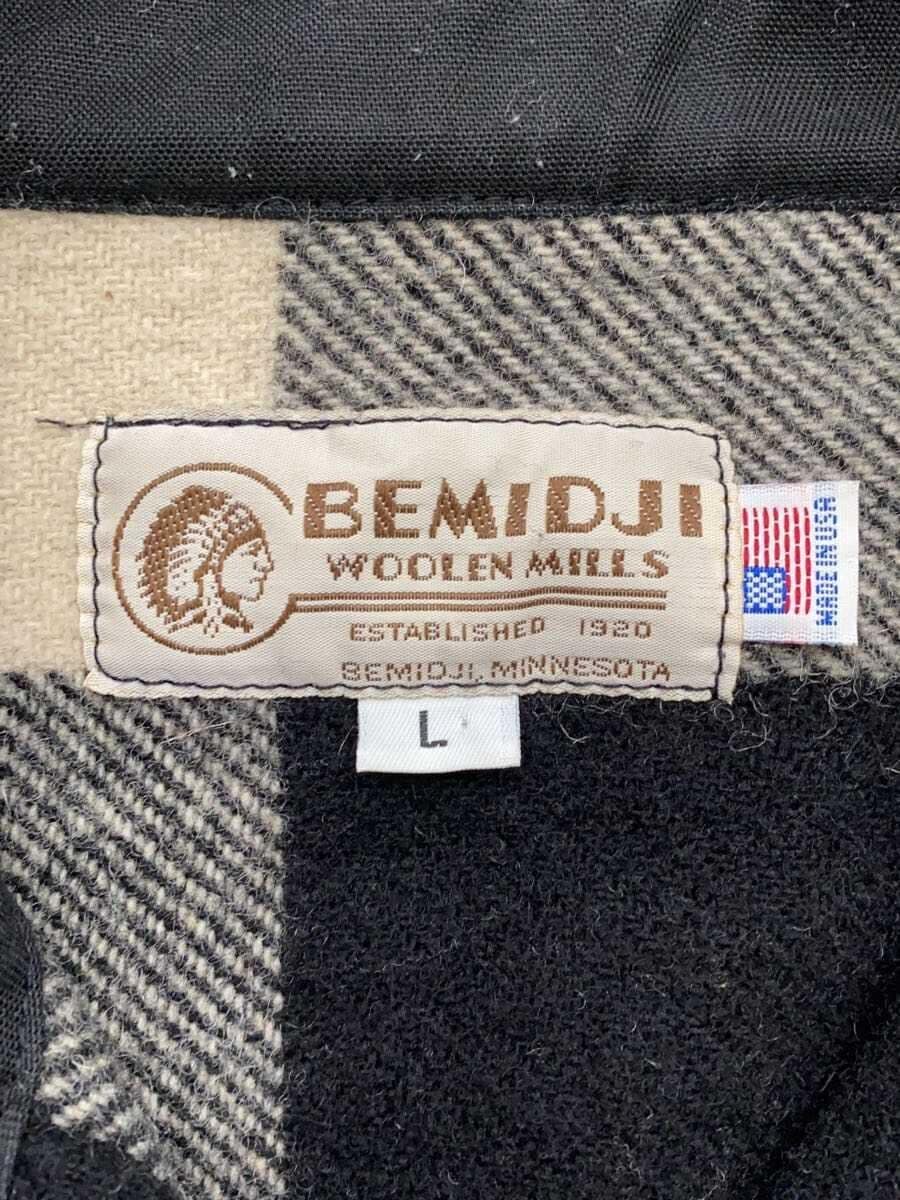 BEMIDJI
WOOLEN MILLS
ESTABLISHED 1920
BEMIDJI, MINNESOTA
MADE IN USA
L